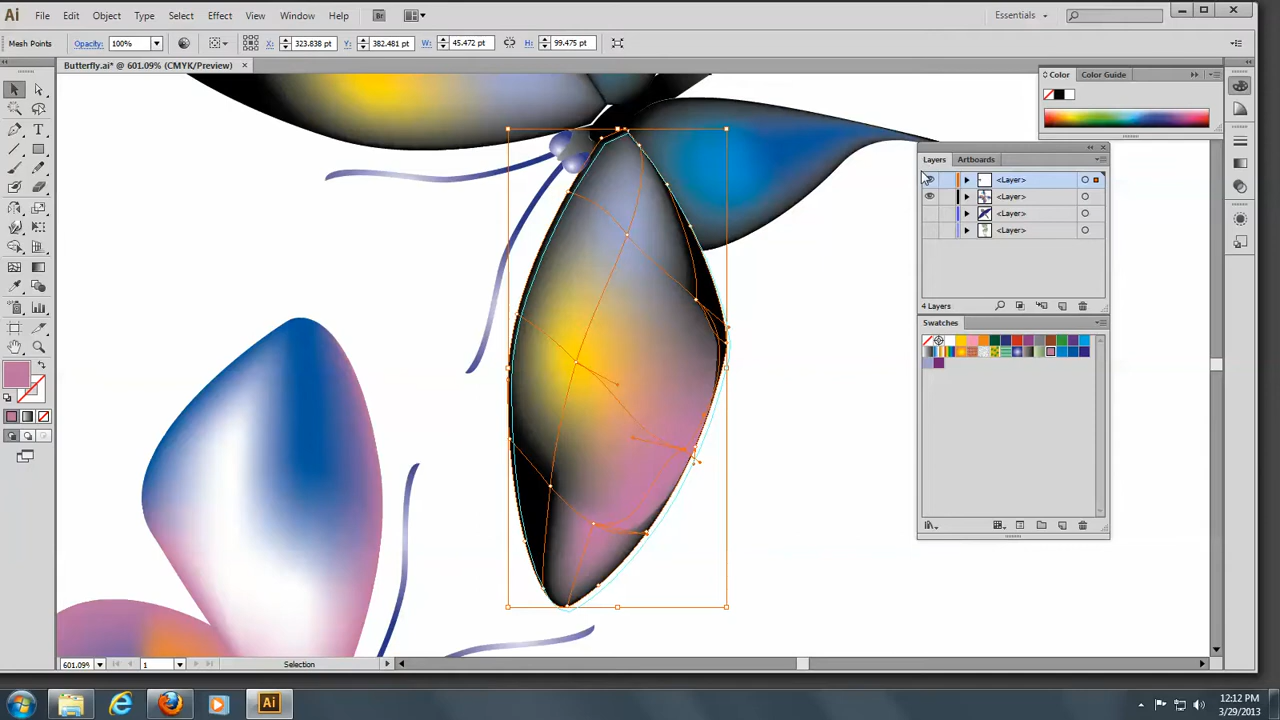 Ai File Edit Object Type Select Effect View Window Help Br Essentials
Mesh Points Opacity: 100% X: 323.838 pt Y: 382.481 pt W: 45.472 pt H: 99.475 pt
Butterfly.ai* @ 601.09% (CMYK/Preview)
Color Color Guide
Layers Artboards
<Layer>
<Layer>
<Layer>
<Layer>
4 Layers
Swatches
601.09% 1 Selection
Ai
12:12 PM
3/29/2013